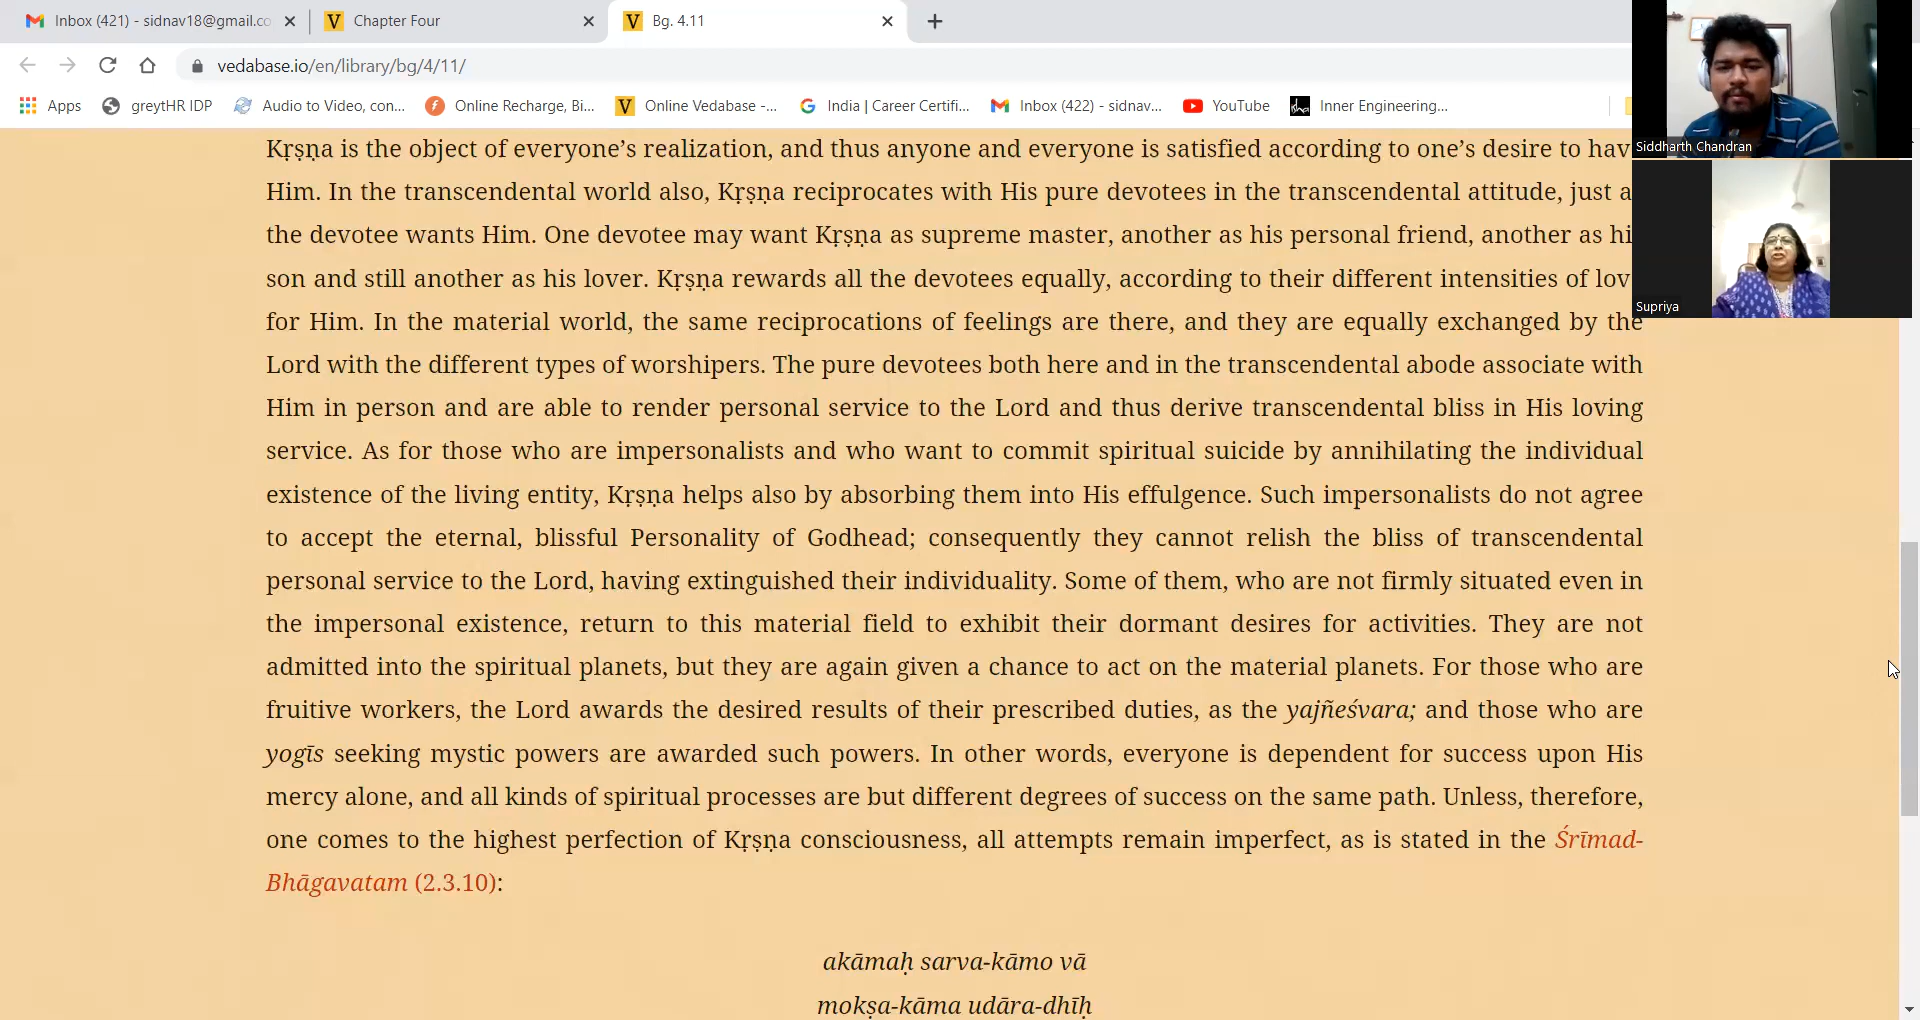 Inbox (421) - sidnav18@gmail.co
Chapter Four
Bg. 4.11
vedabase.io/en/library/bg/4/11/
Apps
greytHR IDP
Audio to Video, con...
Online Recharge, Bi...
Online Vedabase -...
India | Career Certifi...
Inbox (422) - sidnav...
YouTube
Inner Engineering...
Siddharth Chandran
Supriya
Kṛṣṇa is the object of everyone’s realization, and thus anyone and everyone is satisfied according to one’s desire to hav
Him. In the transcendental world also, Kṛṣṇa reciprocates with His pure devotees in the transcendental attitude, just a
the devotee wants Him. One devotee may want Kṛṣṇa as supreme master, another as his personal friend, another as hi
son and still another as his lover. Kṛṣṇa rewards all the devotees equally, according to their different intensities of lov
for Him. In the material world, the same reciprocations of feelings are there, and they are equally exchanged by the
Lord with the different types of worshipers. The pure devotees both here and in the transcendental abode associate with
Him in person and are able to render personal service to the Lord and thus derive transcendental bliss in His loving
service. As for those who are impersonalists and who want to commit spiritual suicide by annihilating the individual
existence of the living entity, Kṛṣṇa helps also by absorbing them into His effulgence. Such impersonalists do not agree
to accept the eternal, blissful Personality of Godhead; consequently they cannot relish the bliss of transcendental
personal service to the Lord, having extinguished their individuality. Some of them, who are not firmly situated even in
the impersonal existence, return to this material field to exhibit their dormant desires for activities. They are not
admitted into the spiritual planets, but they are again given a chance to act on the material planets. For those who are
fruitive workers, the Lord awards the desired results of their prescribed duties, as the yajñeśvara; and those who are
yogīs seeking mystic powers are awarded such powers. In other words, everyone is dependent for success upon His
mercy alone, and all kinds of spiritual processes are but different degrees of success on the same path. Unless, therefore,
one comes to the highest perfection of Kṛṣṇa consciousness, all attempts remain imperfect, as is stated in the Śrīmad-
Bhāgavatam (2.3.10):
akāmaḥ sarva-kāmo vā
mokṣa-kāma udāra-dhīḥ